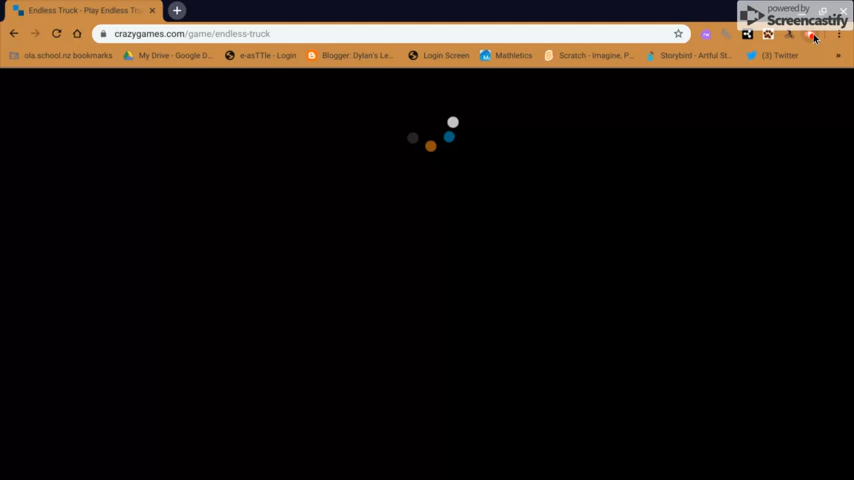 Endless Truck - Play Endless Tr
powered by
Screencastify
crazygames.com/game/endless-truck
ola.school.nz bookmarks
My Drive - Google D...
e-asTTle - Login
Blogger: Dylan's Le...
Login Screen
Mathletics
Scratch - Imagine, P...
Storybird - Artful St...
(3) Twitter
»